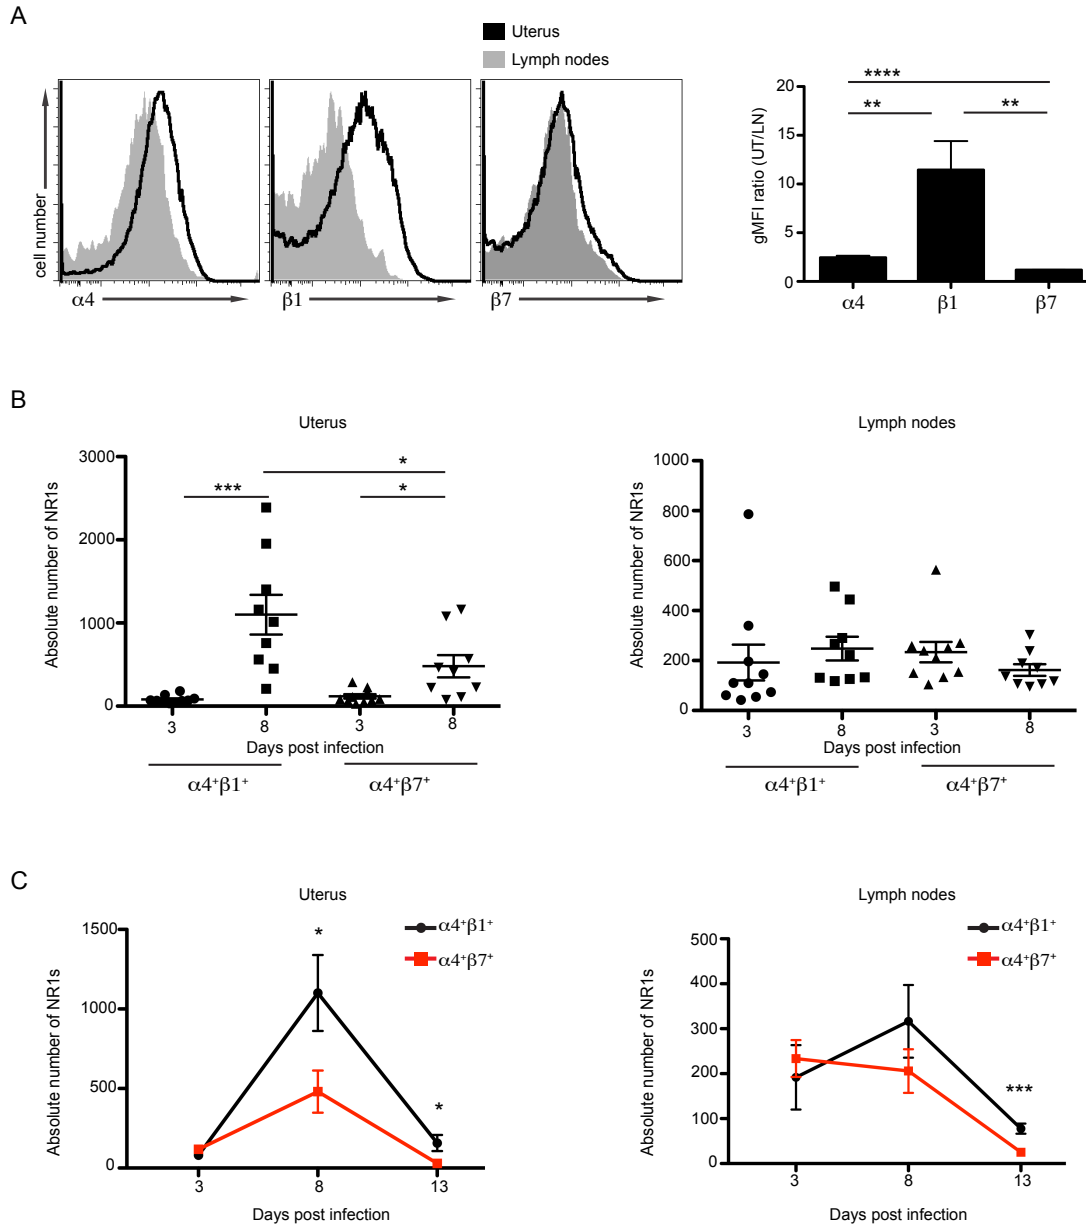 A
Uterus
Lymph nodes
cell number
α4
β1
β7
gMFI ratio (UT/LN)
20
15
10
5
0
****
**
**
α4
β1
β7
B
Uterus
Absolute number of NR1s
3000
2000
1000
0
***
*
*
3
8
3
8
Days post infection
α4⁺β1⁺
α4⁺β7⁺
Lymph nodes
Absolute number of NR1s
1000
800
600
400
200
0
3
8
3
8
Days post infection
α4⁺β1⁺
α4⁺β7⁺
C
Uterus
Absolute number of NR1s
1500
1000
500
0
*
*
α4⁺β1⁺
α4⁺β7⁺
3
8
13
Days post infection
Lymph nodes
Absolute number of NR1s
500
400
300
200
100
0
***
α4⁺β1⁺
α4⁺β7⁺
3
8
13
Days post infection